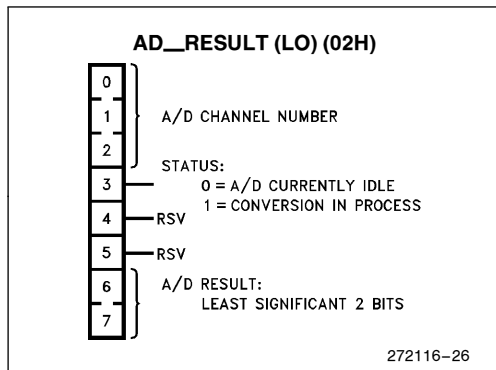 AD__RESULT (LO) (02H)
0
1
2
A/D CHANNEL NUMBER
3
STATUS:
0 = A/D CURRENTLY IDLE
1 = CONVERSION IN PROCESS
4
RSV
5
RSV
6
7
A/D RESULT:
LEAST SIGNIFICANT 2 BITS
272116–26